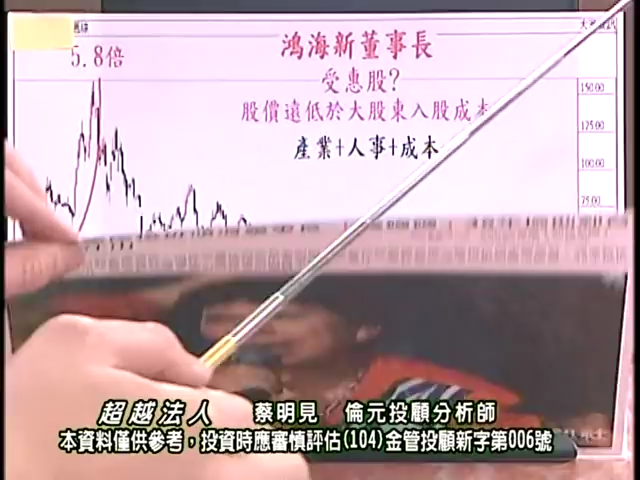 5.8倍
鴻海新董事長
受惠股?
股價遠低於大股東入股成本
產業+人事+成本
150.00
125.00
100.00
75.00
超越法人 蔡明見 倫元投顧分析師
本資料僅供參考，投資時應審慎評估(104)金管投顧新字第006號